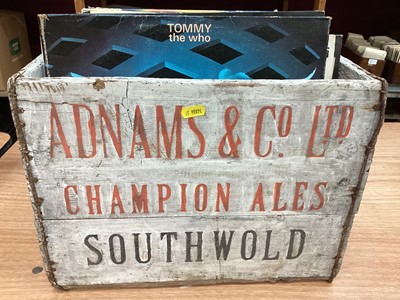 TOMMY
the who
ADNAMS & Cº LTD
CHAMPION ALES
SOUTHWOLD